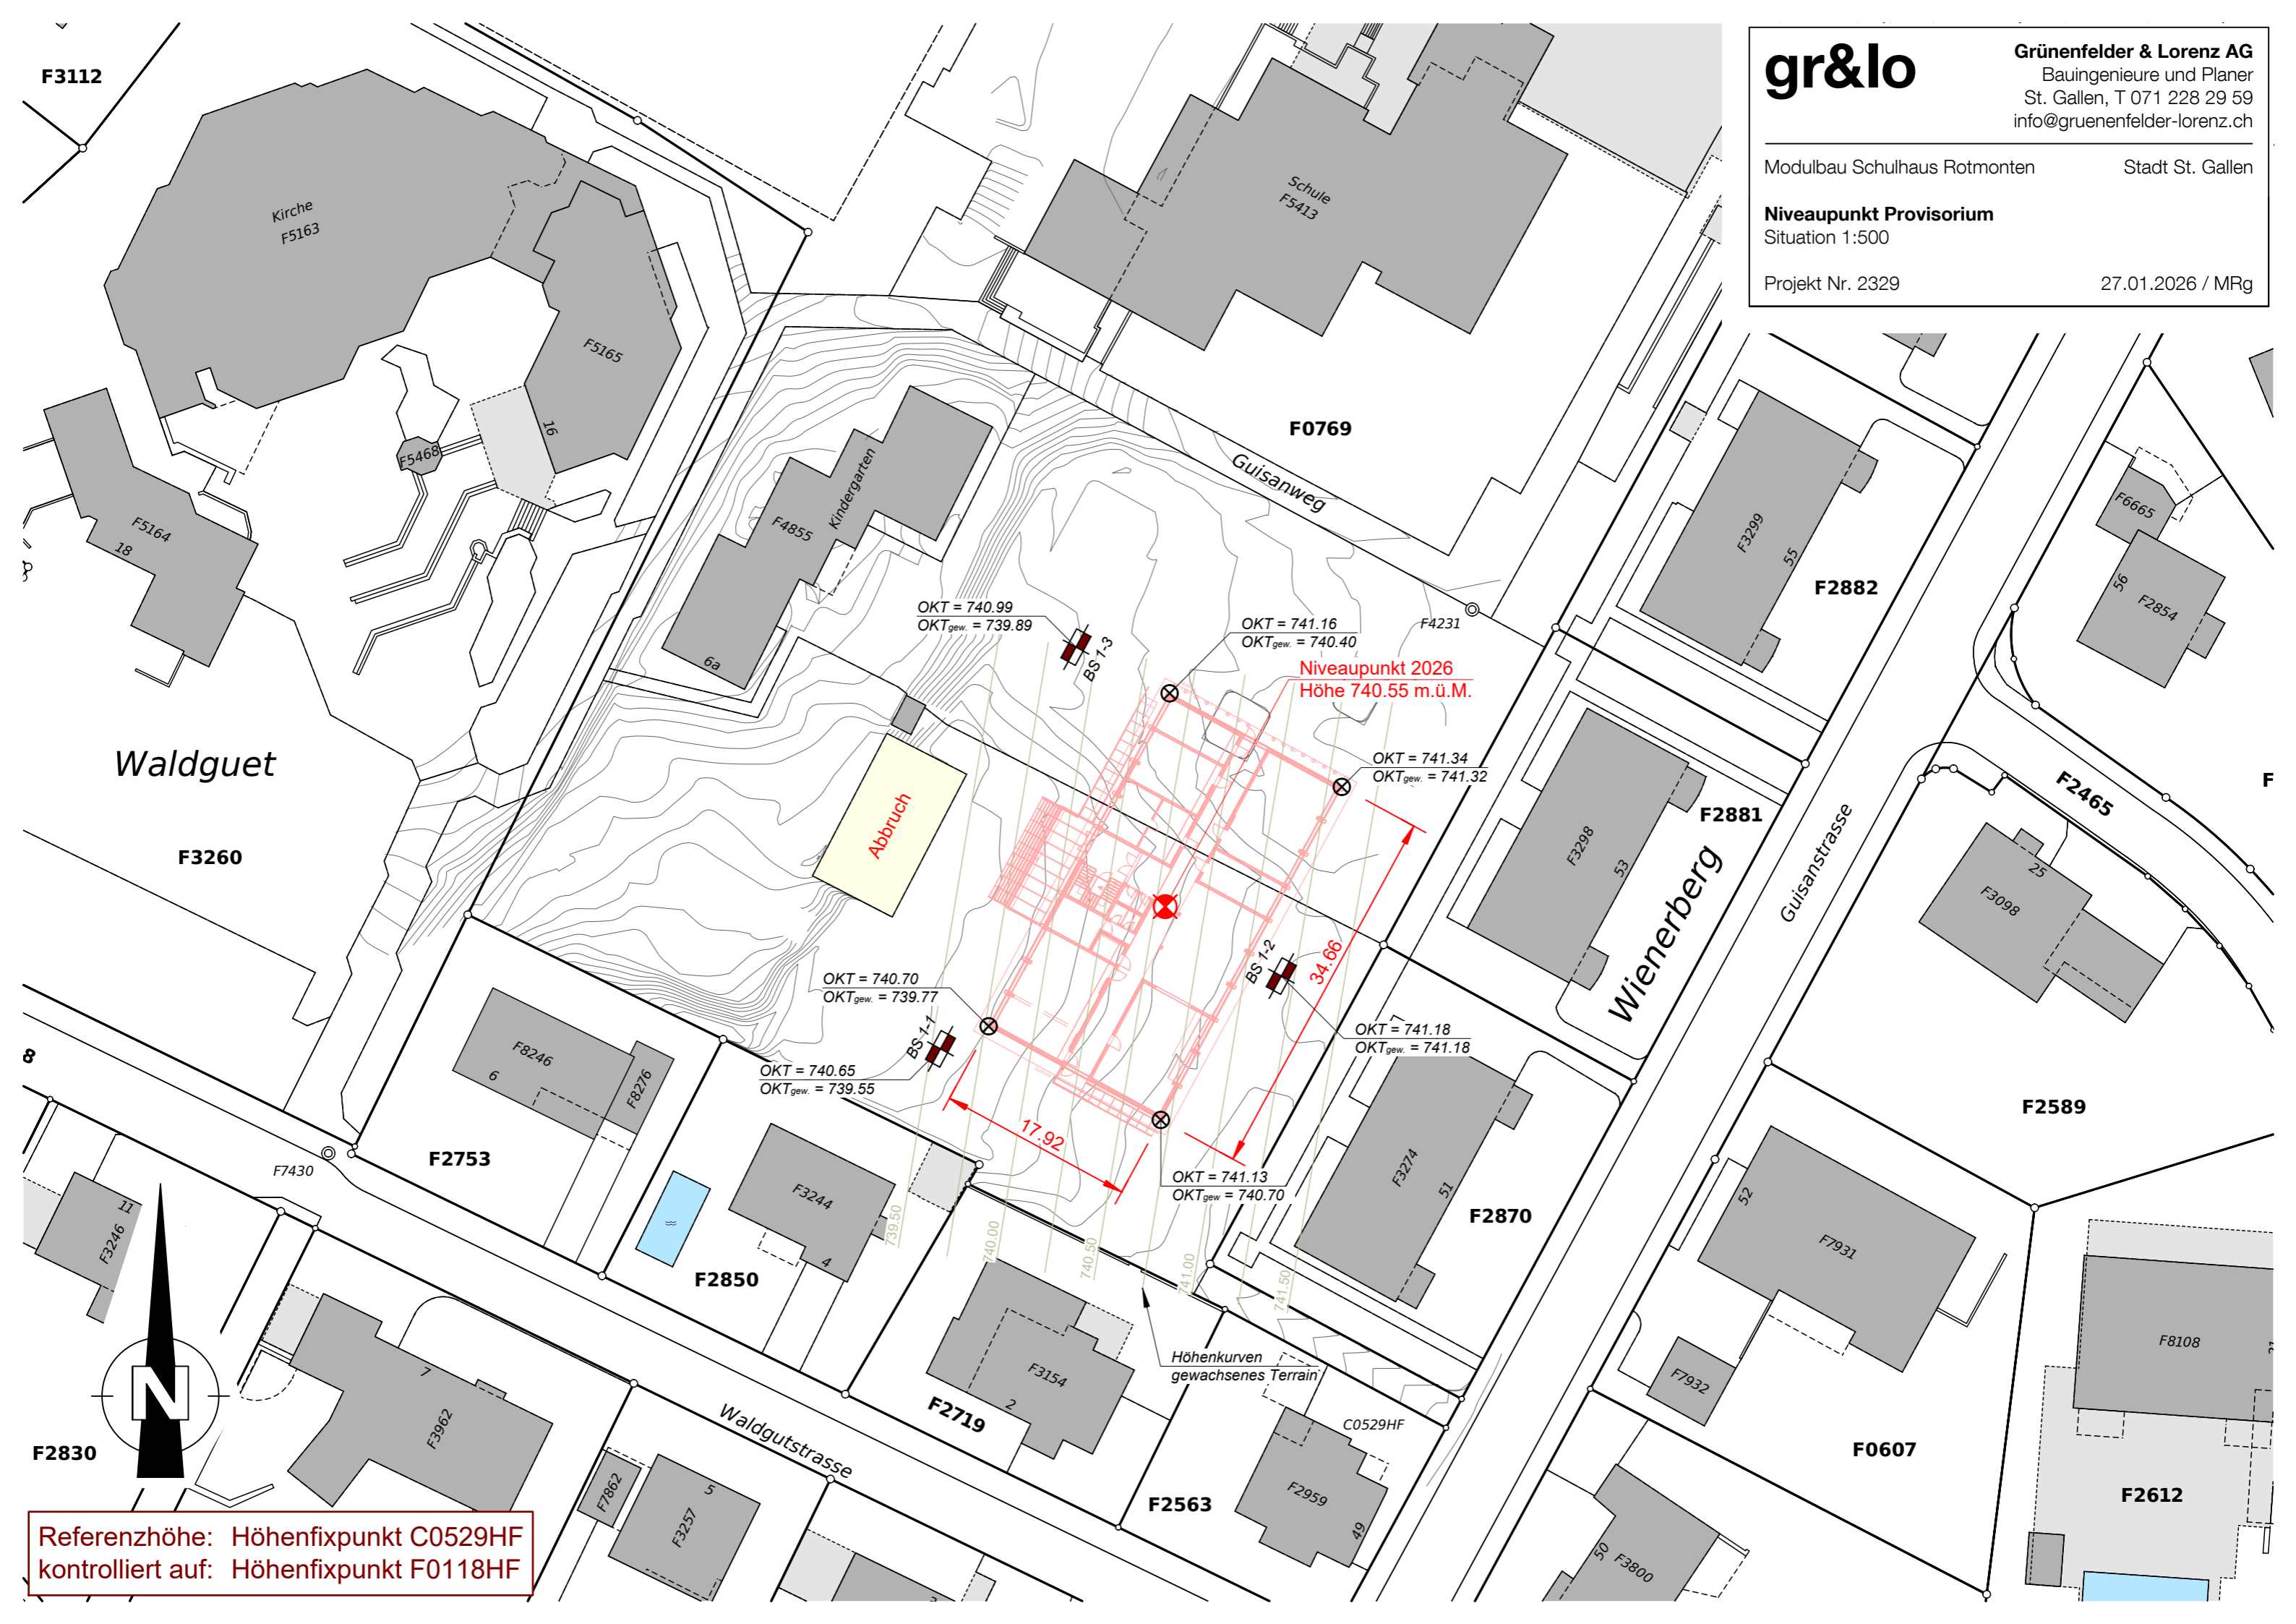 gr&lo
Grünenfelder & Lorenz AG
Bauingenieure und Planer
St. Gallen, T 071 228 29 59
info@gruenenfelder-lorenz.ch
Modulbau Schulhaus Rotmonten
Stadt St. Gallen
Niveaupunkt Provisorium
Situation 1:500
Projekt Nr. 2329
27.01.2026 / MRg
F3112
Kirche
F5163
Schule
F5413
F5165
16
F5468
F5164
18
F0769
Guisanweg
Kindergarten
F4855
6a
F3299
55
F2882
F6665
56
F2854
OKT = 740.99
OKTgew. = 739.89
BS 1-3
OKT = 741.16
OKTgew. = 740.40
F4231
Niveaupunkt 2026
Höhe 740.55 m.ü.M.
OKT = 741.34
OKTgew. = 741.32
Waldguet
F3260
Abbruch
F3298
53
F2881
Wienerberg
Guisanstrasse
F2465
F
25
F3098
34.66
BS 1-2
OKT = 740.70
OKTgew. = 739.77
BS 1-1
OKT = 740.65
OKTgew. = 739.55
OKT = 741.18
OKTgew. = 741.18
8
F8246
6
F8276
F2753
F7430
17.92
OKT = 741.13
OKTgew = 740.70
F3274
51
F2870
F2589
52
F7931
11
F3246
F3244
4
F2850
739.50
740.00
740.50
741.00
741.50
F8108
F7932
Höhenkurven
gewachsenes Terrain
F3154
2
F2719
C0529HF
N
7
F3962
F2830
Waldgutstrasse
F0607
F2612
F7862
5
F3257
F2563
F2959
49
50
F3800
Referenzhöhe: Höhenfixpunkt C0529HF
kontrolliert auf: Höhenfixpunkt F0118HF